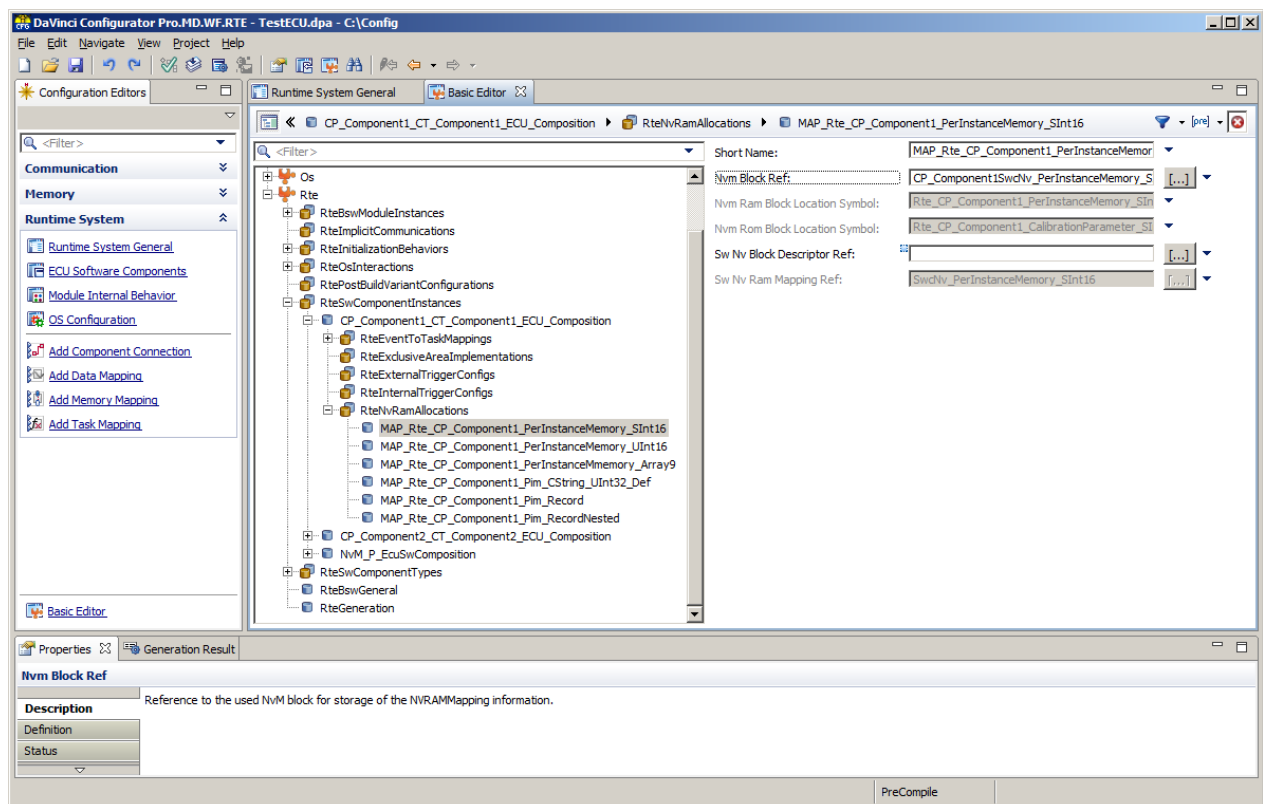 DaVinci Configurator Pro.MD.WF.RTE - TestECU.dpa - C:\Config
File Edit Navigate View Project Help
Configuration Editors
<Filter>
Communication
Memory
Runtime System
Runtime System General
ECU Software Components
Module Internal Behavior
OS Configuration
Add Component Connection
Add Data Mapping
Add Memory Mapping
Add Task Mapping
Basic Editor
Runtime System General
Basic Editor
CP_Component1_CT_Component1_ECU_Composition
RteNvRamAllocations
MAP_Rte_CP_Component1_PerInstanceMemory_SInt16
[pre]
<Filter>
Os
Rte
RteBswModuleInstances
RteImplicitCommunications
RteInitializationBehaviors
RteOsInteractions
RtePostBuildVariantConfigurations
RteSwComponentInstances
CP_Component1_CT_Component1_ECU_Composition
RteEventToTaskMappings
RteExclusiveAreaImplementations
RteExternalTriggerConfigs
RteInternalTriggerConfigs
RteNvRamAllocations
MAP_Rte_CP_Component1_PerInstanceMemory_SInt16
MAP_Rte_CP_Component1_PerInstanceMemory_UInt16
MAP_Rte_CP_Component1_PerInstanceMmemory_Array9
MAP_Rte_CP_Component1_Pim_CString_UInt32_Def
MAP_Rte_CP_Component1_Pim_Record
MAP_Rte_CP_Component1_Pim_RecordNested
CP_Component2_CT_Component2_ECU_Composition
NvM_P_EcuSwComposition
RteSwComponentTypes
RteBswGeneral
RteGeneration
Short Name: MAP_Rte_CP_Component1_PerInstanceMemor
Nvm Block Ref: CP_Component1SwcNv_PerInstanceMemory_S [...]
Nvm Ram Block Location Symbol: Rte_CP_Component1_PerInstanceMemory_SIn
Nvm Rom Block Location Symbol: Rte_CP_Component1_CalibrationParameter_SI
Sw Nv Block Descriptor Ref: [...]
Sw Nv Ram Mapping Ref: SwcNv_PerInstanceMemory_SInt16 [...]
Properties
Generation Result
Nvm Block Ref
Description
Definition
Status
Reference to the used NvM block for storage of the NVRAMMapping information.
PreCompile